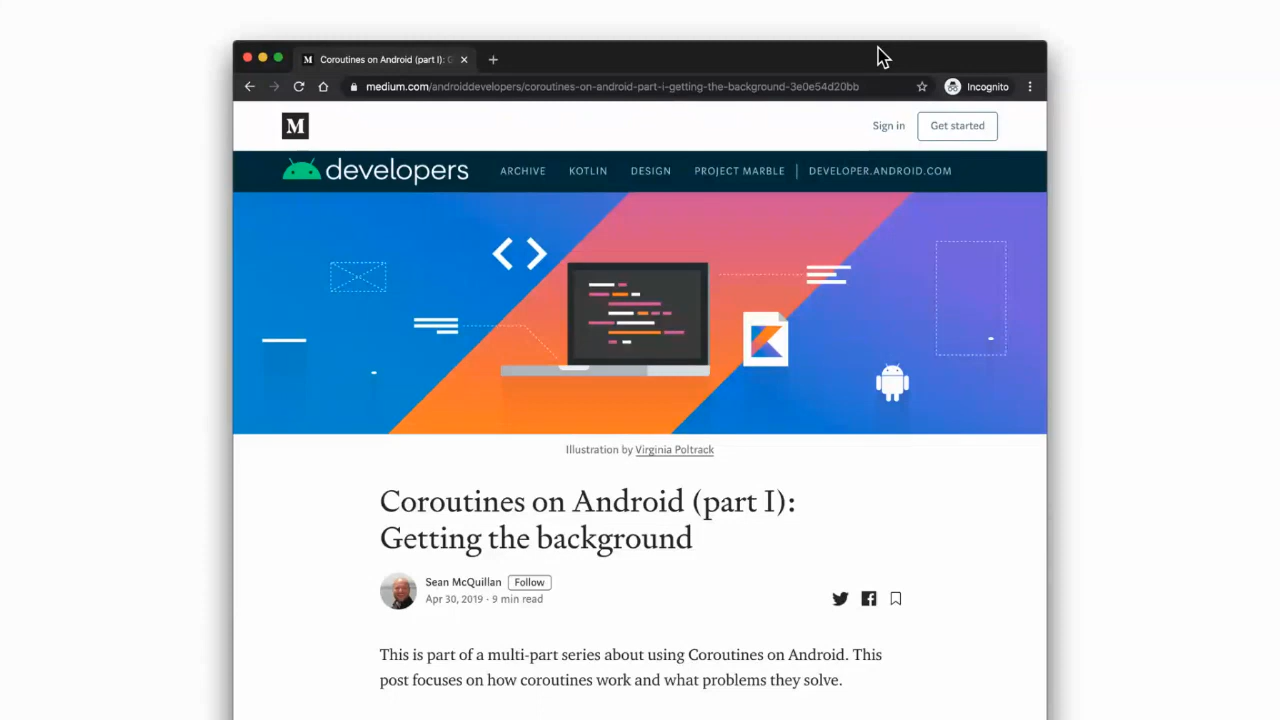 M Coroutines on Android (part I): G
medium.com/androiddevelopers/coroutines-on-android-part-i-getting-the-background-3e0e54d20bb
Incognito
M
Sign in
Get started
developers
ARCHIVE KOTLIN DESIGN PROJECT MARBLE DEVELOPER.ANDROID.COM
Illustration by Virginia Poltrack
Coroutines on Android (part I):
Getting the background
Sean McQuillan Follow
Apr 30, 2019 · 9 min read
This is part of a multi-part series about using Coroutines on Android. This
post focuses on how coroutines work and what problems they solve.